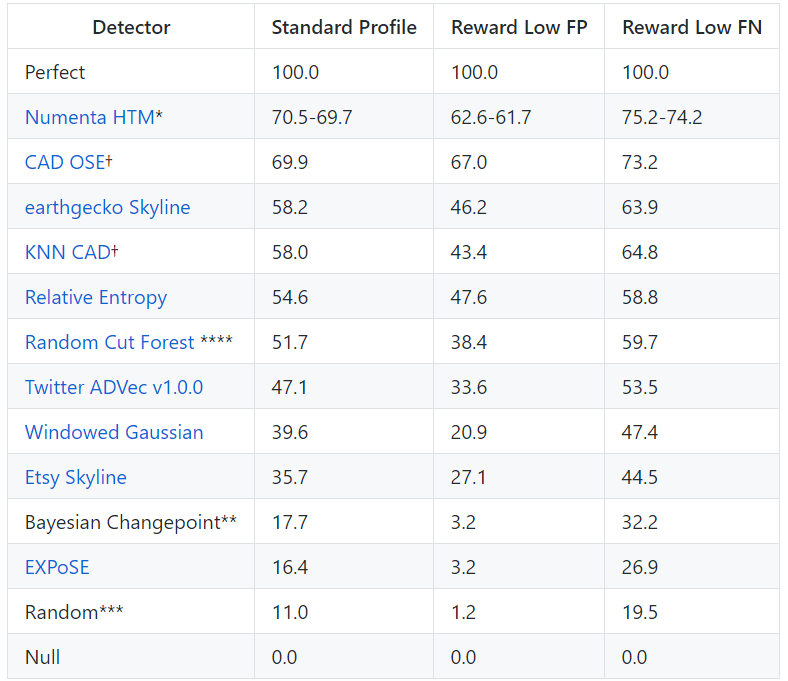 Detector Standard Profile Reward Low FP Reward Low FN
Perfect 100.0 100.0 100.0
Numenta HTM* 70.5-69.7 62.6-61.7 75.2-74.2
CAD OSE† 69.9 67.0 73.2
earthgecko Skyline 58.2 46.2 63.9
KNN CAD† 58.0 43.4 64.8
Relative Entropy 54.6 47.6 58.8
Random Cut Forest **** 51.7 38.4 59.7
Twitter ADVec v1.0.0 47.1 33.6 53.5
Windowed Gaussian 39.6 20.9 47.4
Etsy Skyline 35.7 27.1 44.5
Bayesian Changepoint** 17.7 3.2 32.2
EXPoSE 16.4 3.2 26.9
Random*** 11.0 1.2 19.5
Null 0.0 0.0 0.0